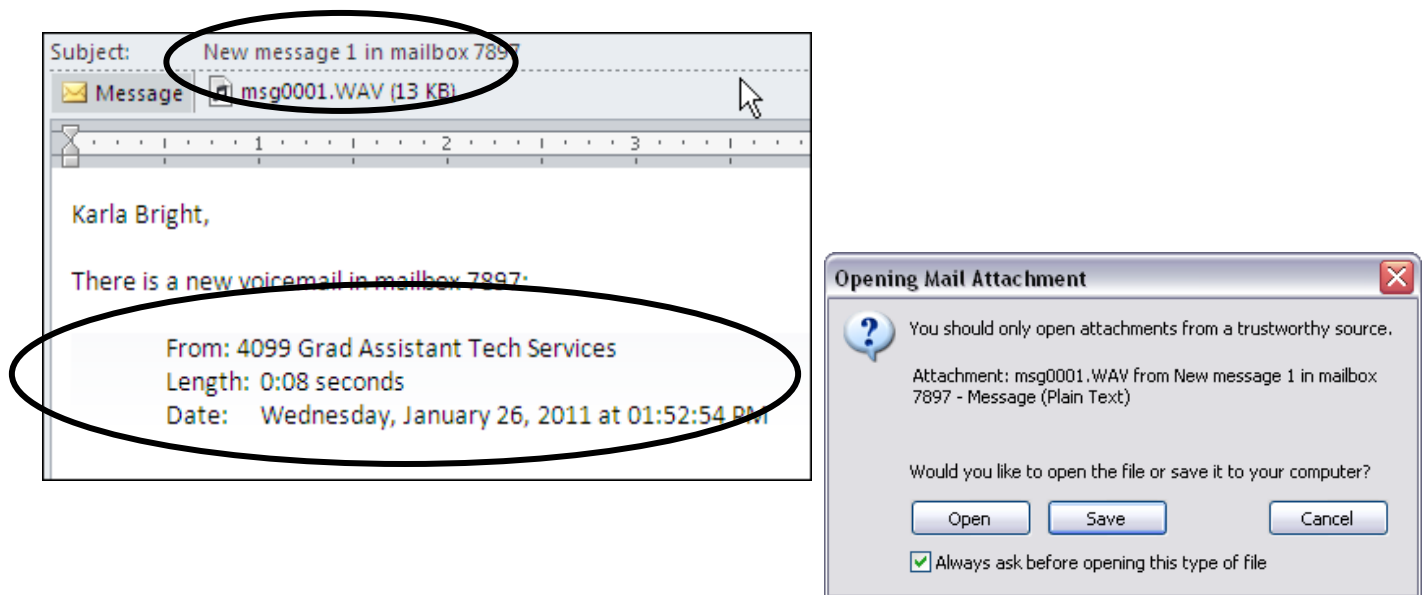 Subject: New message 1 in mailbox 7897
Message msg0001.WAV (13 KB)
1 2 3
Karla Bright,
There is a new voicemail in mailbox 7897:
From: 4099 Grad Assistant Tech Services
Length: 0:08 seconds
Date: Wednesday, January 26, 2011 at 01:52:54 PM
Opening Mail Attachment
You should only open attachments from a trustworthy source.
Attachment: msg0001.WAV from New message 1 in mailbox
7897 - Message (Plain Text)
Would you like to open the file or save it to your computer?
Open Save Cancel
Always ask before opening this type of file